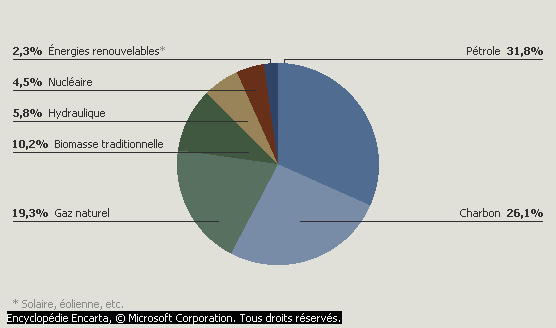 2,3% Énergies renouvelables*
Pétrole 31,8%
4,5% Nucléaire
5,8% Hydraulique
10,2% Biomasse traditionnelle
19,3% Gaz naturel
Charbon 26,1%
* Solaire, éolienne, etc.
Encyclopédie Encarta, © Microsoft Corporation. Tous droits réservés.